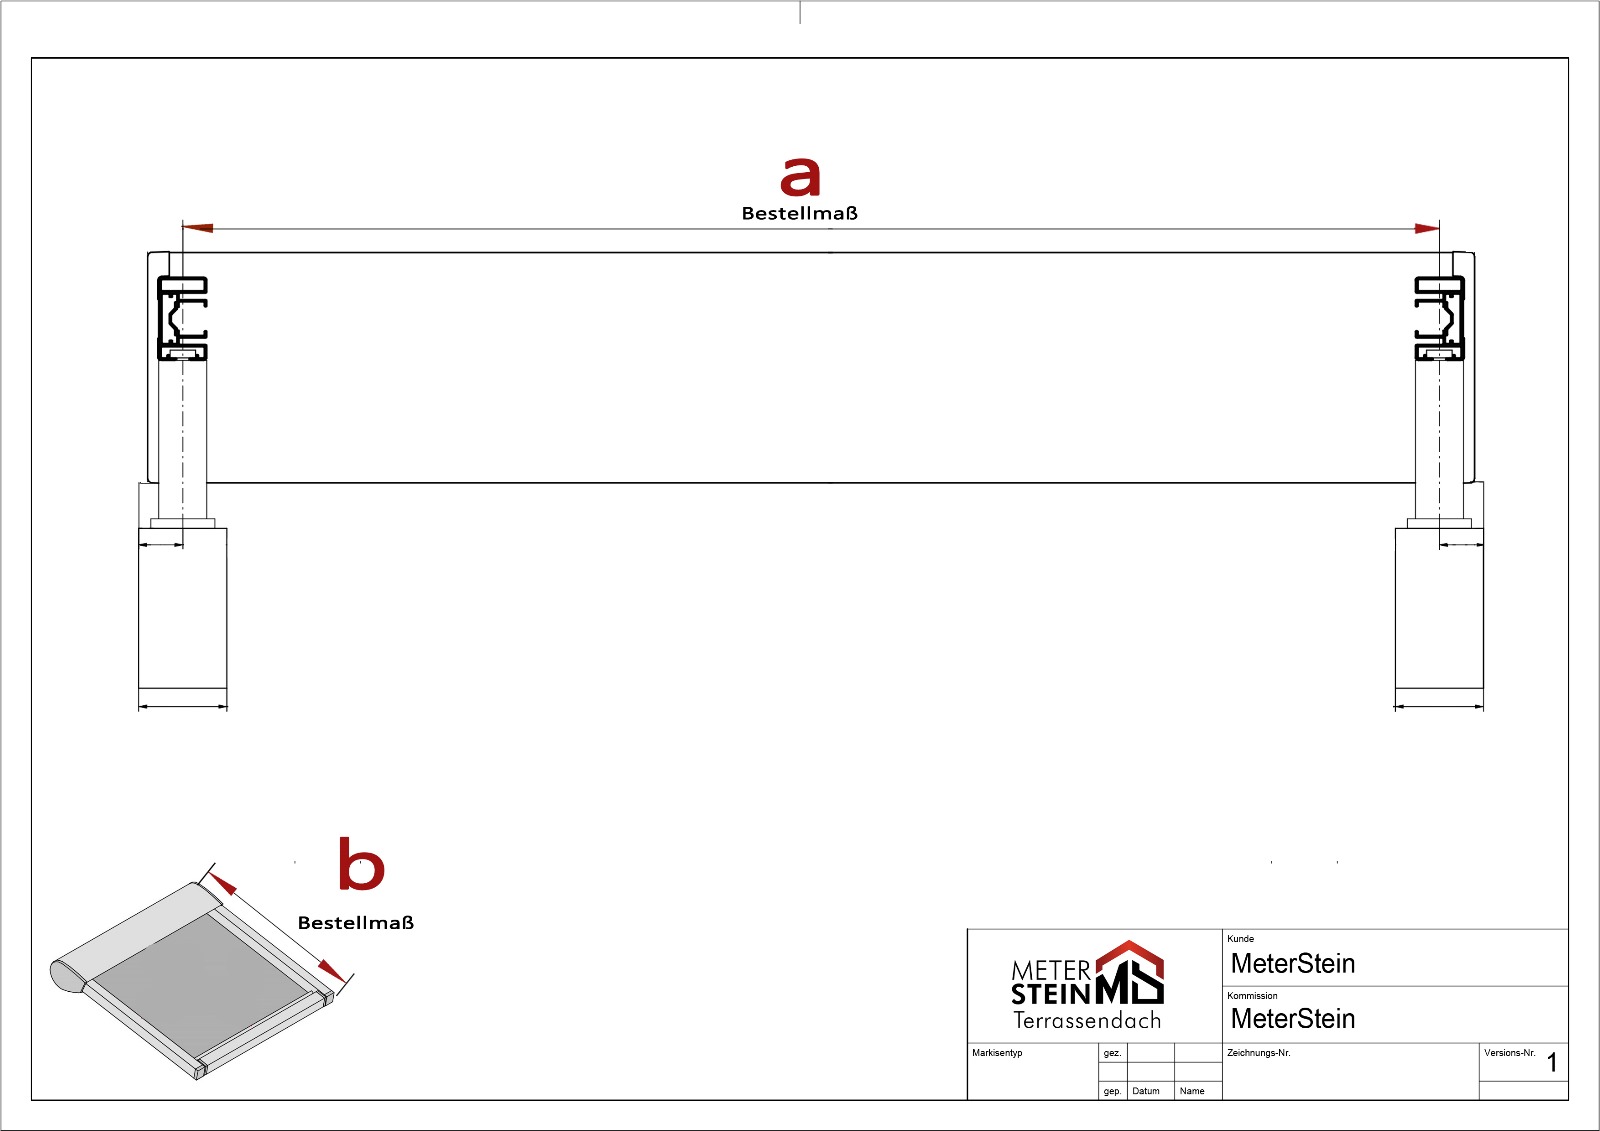 a
Bestellmaß
b
Bestellmaß
METER
STEIN MS
Terrassendach
Kunde
MeterStein
Kommission
MeterStein
Markisentyp
gez.
gep. Datum Name
Zeichnungs-Nr.
Versions-Nr. 1